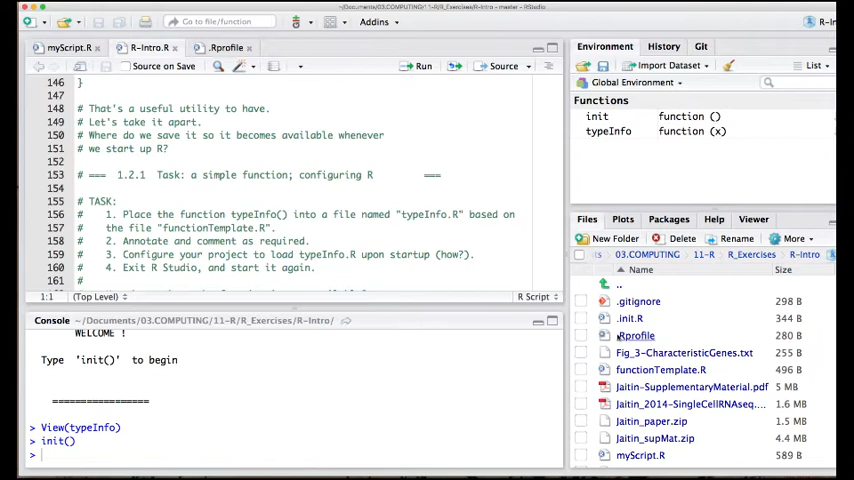 ~/Documents/03.COMPUTING/ 11-R/R_Exercises/R-Intro - master - RStudio
Go to file/function
Addins
R-Intro
myScript.R
R-Intro.R
.Rprofile
Source on Save
Run
Source
146 }
147
148 # That's a useful utility to have.
149 # Let's take it apart.
150 # Where do we save it so it becomes available whenever
151 # we start up R?
152
153 # === 1.2.1 Task: a simple function; configuring R ===
154
155 # TASK:
156 # 1. Place the function typeInfo() into a file named "typeInfo.R" based on
157 the file "functionTemplate.R".
158 # 2. Annotate and comment as required.
159 # 3. Configure your project to load typeInfo.R upon startup (how?).
160 # 4. Exit R Studio, and start it again.
161 #
1:1
(Top Level)
R Script
Console ~/Documents/03.COMPUTING/11-R/R_Exercises/R-Intro/
WELCOME !
Type 'init()' to begin
=================
> View(typeInfo)
> init()
>
Environment
History
Git
Import Dataset
List
Global Environment
Functions
init function ()
typeInfo function (x)
Files
Plots
Packages
Help
Viewer
New Folder
Delete
Rename
More
ts 03.COMPUTING 11-R R_Exercises R-Intro
Name Size
..
.gitignore 298 B
.init.R 344 B
.Rprofile 280 B
Fig_3-CharacteristicGenes.txt 255 B
functionTemplate.R 160 B
Jaitin-SupplementaryMaterial.pdf 5 MB
Jaitin_2014-SingleCellRNAseq.... 1.6 MB
Jaitin_paper.zip 1.5 MB
Jaitin_supMat.zip 4.4 MB
myScript.R 589 B